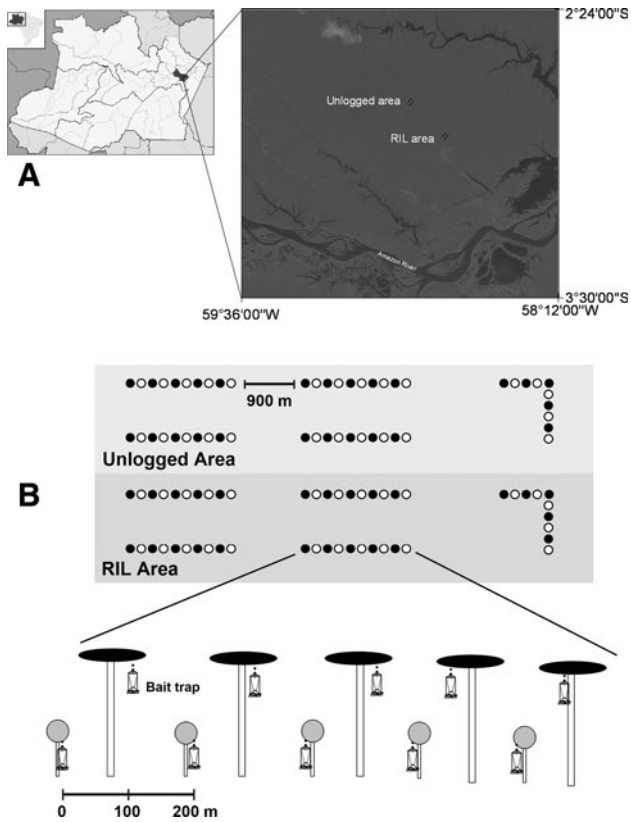 A
2°24'00"S
Unlogged area
RIL area
Amazon River
3°30'00"S
59°36'00"W
58°12'00"W
B
900 m
Unlogged Area
RIL Area
Bait trap
0 100 200 m